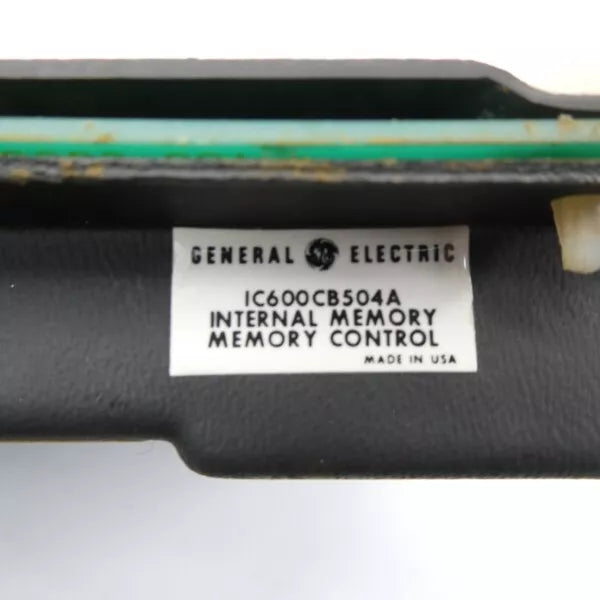 GENERAL ELECTRIC
IC600CB504A
INTERNAL MEMORY
MEMORY CONTROL
MADE IN USA